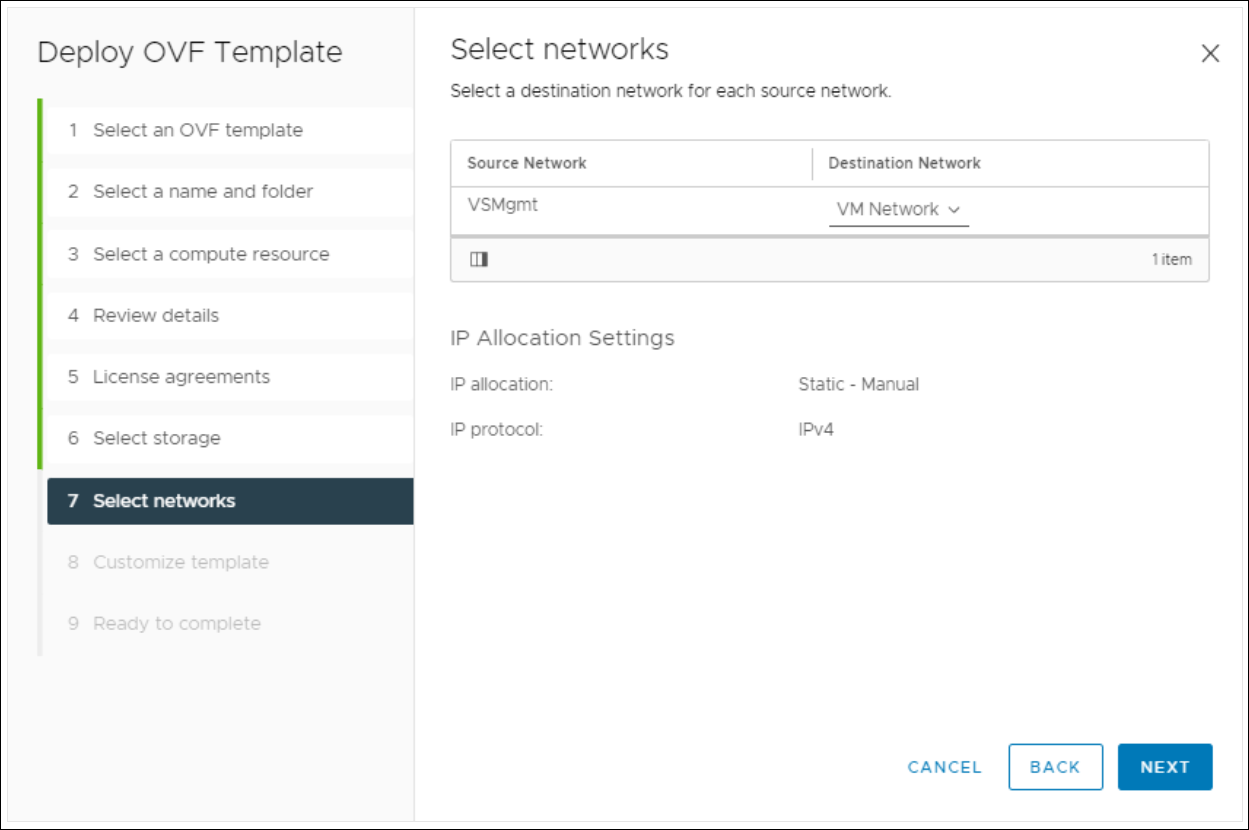 Deploy OVF Template
1 Select an OVF template
2 Select a name and folder
3 Select a compute resource
4 Review details
5 License agreements
6 Select storage
7 Select networks
8 Customize template
9 Ready to complete
Select networks
Select a destination network for each source network.
Source Network Destination Network
VSMgmt VM Network
1 item
IP Allocation Settings
IP allocation: Static - Manual
IP protocol: IPv4
CANCEL BACK NEXT